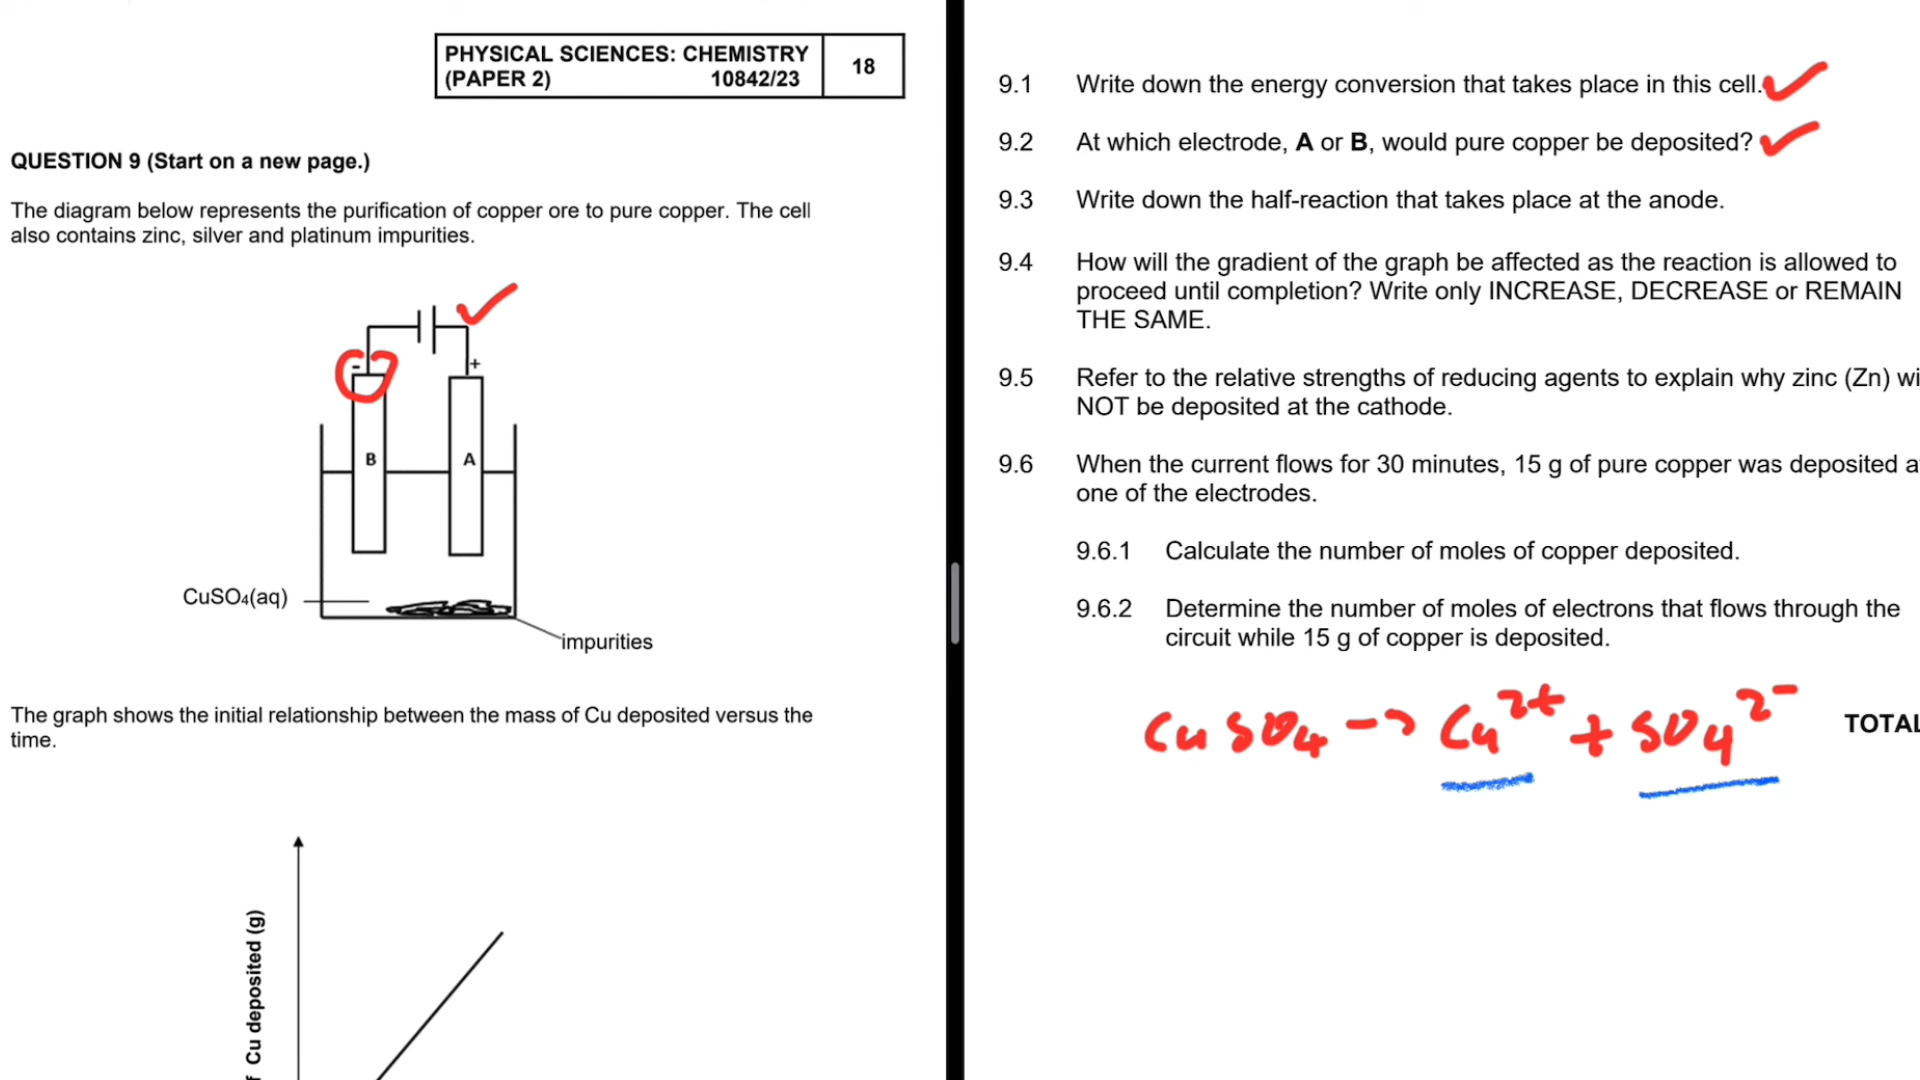 PHYSICAL SCIENCES: CHEMISTRY
(PAPER 2) 10842/23
18
QUESTION 9 (Start on a new page.)
The diagram below represents the purification of copper ore to pure copper. The cell
also contains zinc, silver and platinum impurities.
- +
B A
CuSO₄(aq)
impurities
The graph shows the initial relationship between the mass of Cu deposited versus the
time.
Cu deposited (g)
9.1 Write down the energy conversion that takes place in this cell.
9.2 At which electrode, A or B, would pure copper be deposited?
9.3 Write down the half-reaction that takes place at the anode.
9.4 How will the gradient of the graph be affected as the reaction is allowed to
proceed until completion? Write only INCREASE, DECREASE or REMAIN
THE SAME.
9.5 Refer to the relative strengths of reducing agents to explain why zinc (Zn) wi
NOT be deposited at the cathode.
9.6 When the current flows for 30 minutes, 15 g of pure copper was deposited a
one of the electrodes.
9.6.1 Calculate the number of moles of copper deposited.
9.6.2 Determine the number of moles of electrons that flows through the
circuit while 15 g of copper is deposited.
CuSO₄ → Cu²⁺ + SO₄²⁻
TOTAL